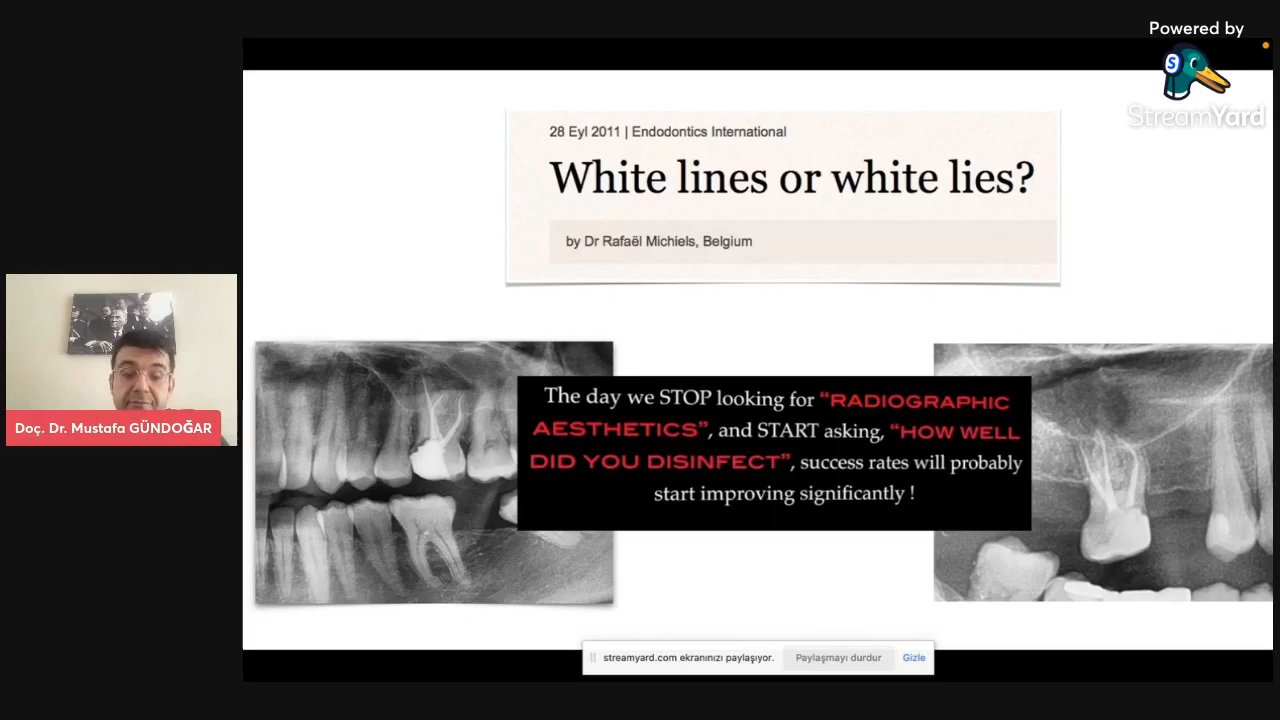 Powered by
StreamYard
28 Eyl 2011 | Endodontics International
White lines or white lies?
by Dr Rafaël Michiels, Belgium
The day we STOP looking for “RADIOGRAPHIC
AESTHETICS”, and START asking, “HOW WELL
DID YOU DISINFECT”, success rates will probably
start improving significantly !
Doç. Dr. Mustafa GÜNDOĞAR
streamyard.com ekranınızı paylaşıyor.
Paylaşmayı durdur
Gizle